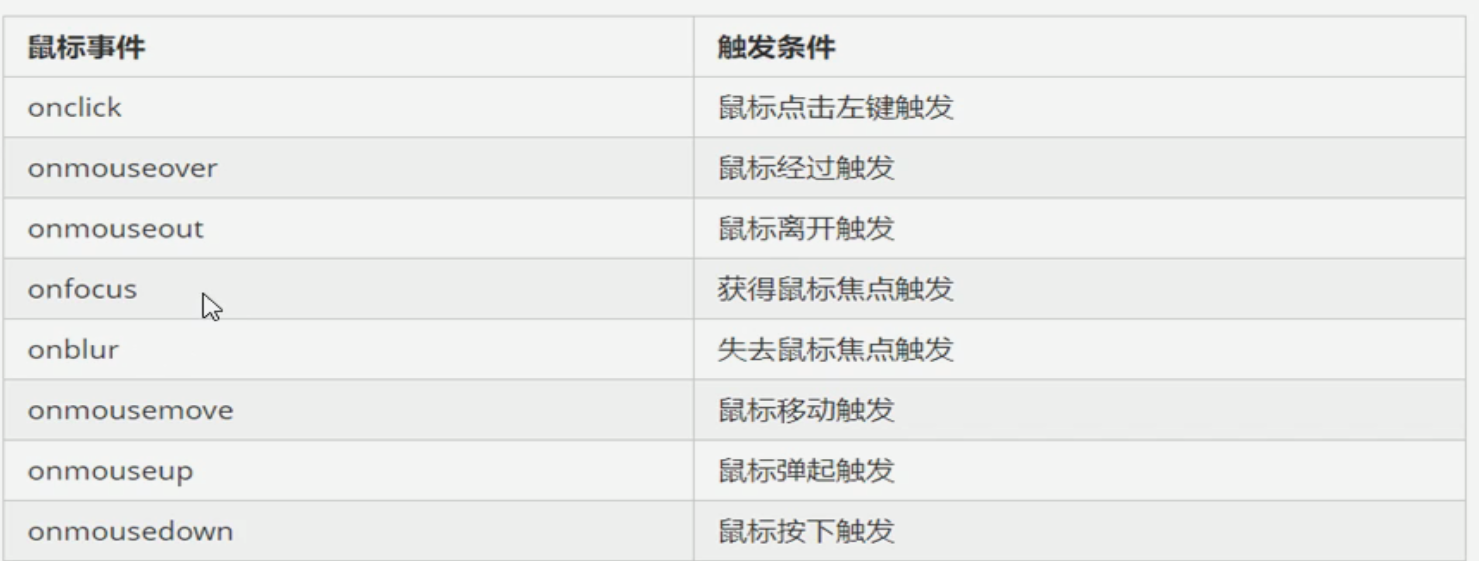 鼠标事件 触发条件
onclick 鼠标点击左键触发
onmouseover 鼠标经过触发
onmouseout 鼠标离开触发
onfocus 获得鼠标焦点触发
onblur 失去鼠标焦点触发
onmousemove 鼠标移动触发
onmouseup 鼠标弹起触发
onmousedown 鼠标按下触发